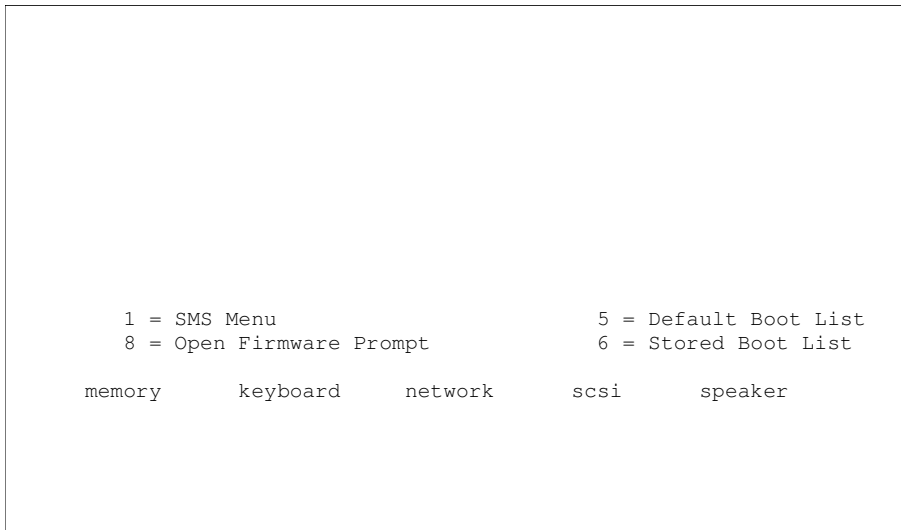 1 = SMS Menu 5 = Default Boot List
8 = Open Firmware Prompt 6 = Stored Boot List
memory keyboard network scsi speaker